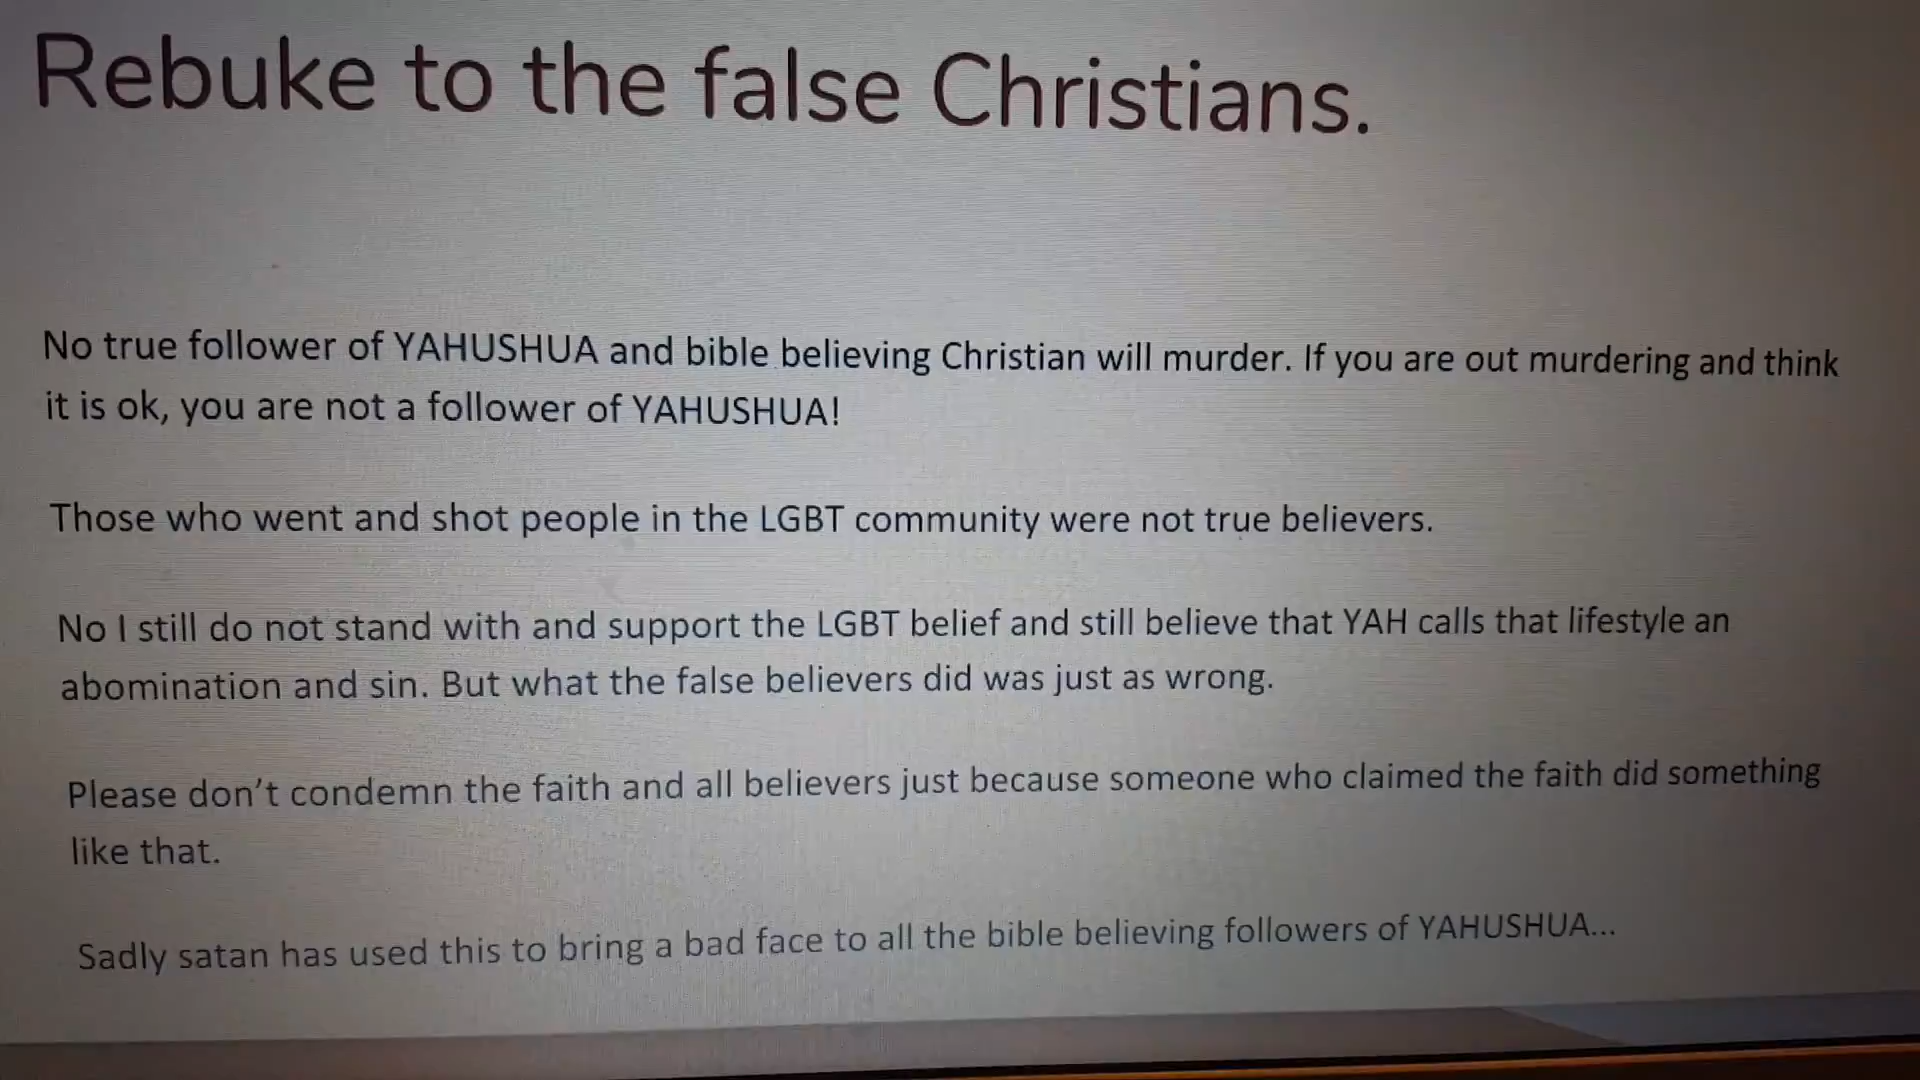 Rebuke to the false Christians.
No true follower of YAHUSHUA and bible believing Christian will murder. If you are out murdering and think
it is ok, you are not a follower of YAHUSHUA!
Those who went and shot people in the LGBT community were not true believers.
No I still do not stand with and support the LGBT belief and still believe that YAH calls that lifestyle an
abomination and sin. But what the false believers did was just as wrong.
Please don’t condemn the faith and all believers just because someone who claimed the faith did something
like that.
Sadly satan has used this to bring a bad face to all the bible believing followers of YAHUSHUA...